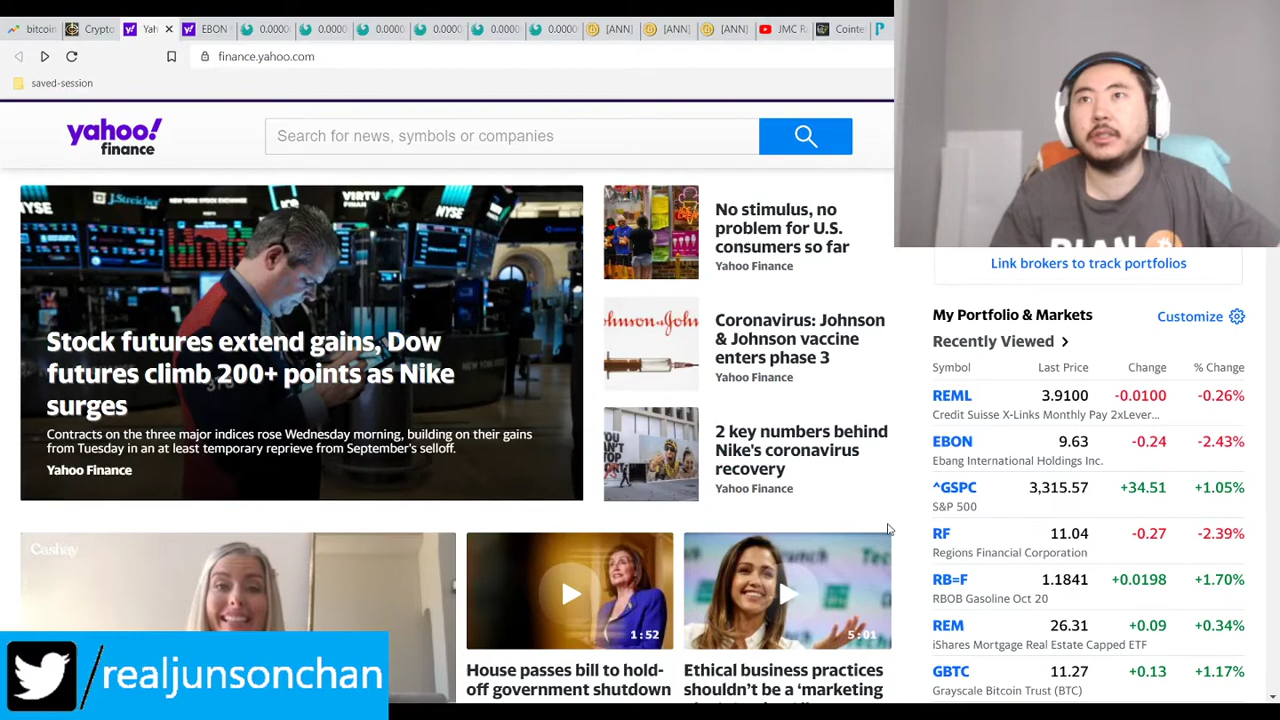 bitcoin
Crypto
Yah
EBON
0.0000
0.0000
0.0000
0.0000
0.0000
0.0000
[ANN]
[ANN]
[ANN]
JMC R
Cointe
finance.yahoo.com
saved-session
yahoo!
finance
Search for news, symbols or companies
J.Streicher
NYSE
VIRTU
FINAN
NYSE
Stock futures extend gains, Dow
futures climb 200+ points as Nike
surges
Contracts on the three major indices rose Wednesday morning, building on their gains
from Tuesday in an at least temporary reprieve from September's selloff.
Yahoo Finance
No stimulus, no
problem for U.S.
consumers so far
Yahoo Finance
Coronavirus: Johnson
& Johnson vaccine
enters phase 3
Yahoo Finance
2 key numbers behind
Nike's coronavirus
recovery
Yahoo Finance
Cashay
1:52
House passes bill to hold-
off government shutdown
5:01
Ethical business practices
shouldn't be a 'marketing
PLAN
Link brokers to track portfolios
My Portfolio & Markets
Customize
Recently Viewed
Symbol Last Price Change % Change
REML 3.9100 -0.0100 -0.26%
Credit Suisse X-Links Monthly Pay 2xLever...
EBON 9.63 -0.24 -2.43%
Ebang International Holdings Inc.
^GSPC 3,315.57 +34.51 +1.05%
S&P 500
RF 11.04 -0.27 -2.39%
Regions Financial Corporation
RB=F 1.1841 +0.0198 +1.70%
RBOB Gasoline Oct 20
REM 26.31 +0.09 +0.34%
iShares Mortgage Real Estate Capped ETF
GBTC 11.27 +0.13 +1.17%
Grayscale Bitcoin Trust (BTC)
/realjunsonchan